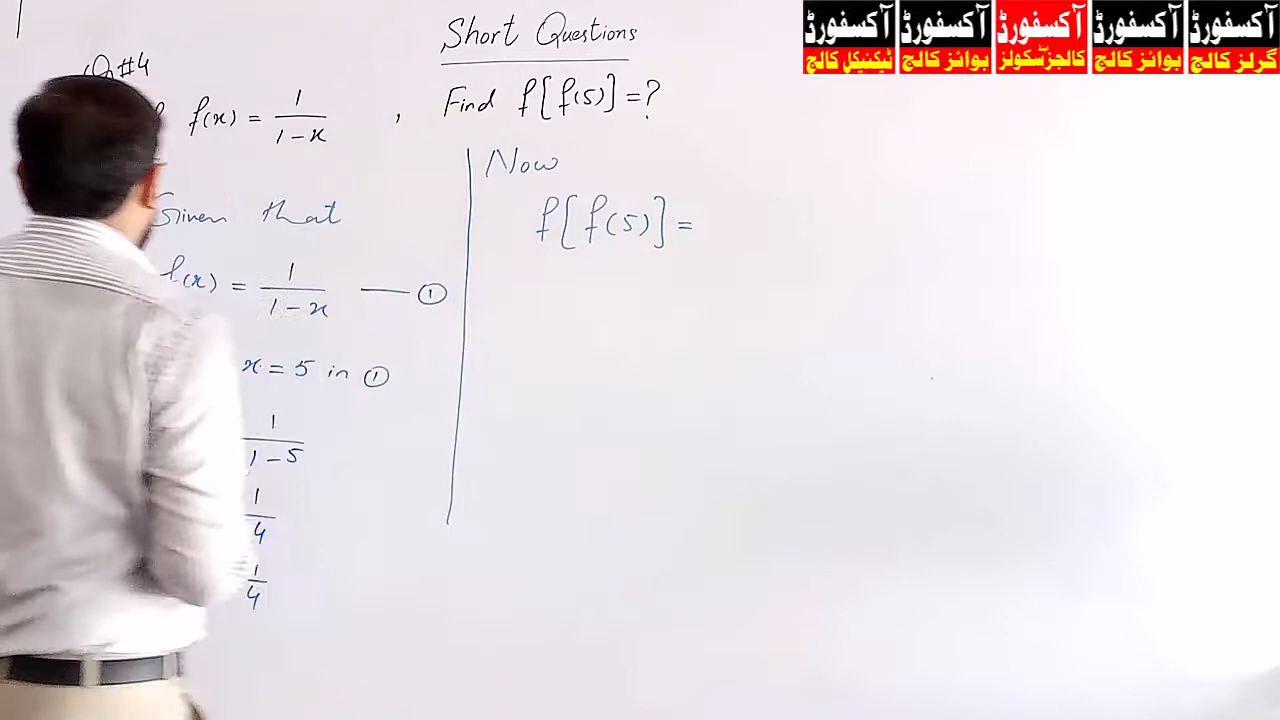 Short Questions
Q#4
f(x) = 1/(1-x) , Find f[f(5)] = ?
Given that
f(x) = 1/(1-x) —— ①
x = 5 in ①
1/(1-5)
1/4
1/4
Now
f[f(5)] =
آکسفورڈ ٹیکنیکل کالج
آکسفورڈ بوائز کالج
آکسفورڈ کالجز اینڈ سکولز
آکسفورڈ بوائز کالج
آکسفورڈ گرلز کالج